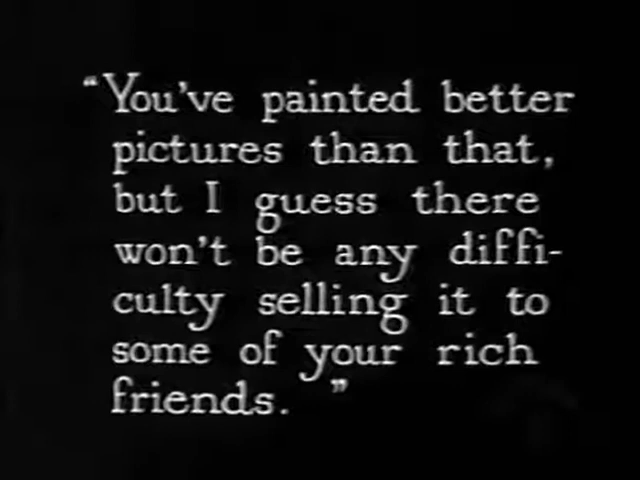 “You've painted better
pictures than that,
but I guess there
won't be any diffi-
culty selling it to
some of your rich
friends. ”